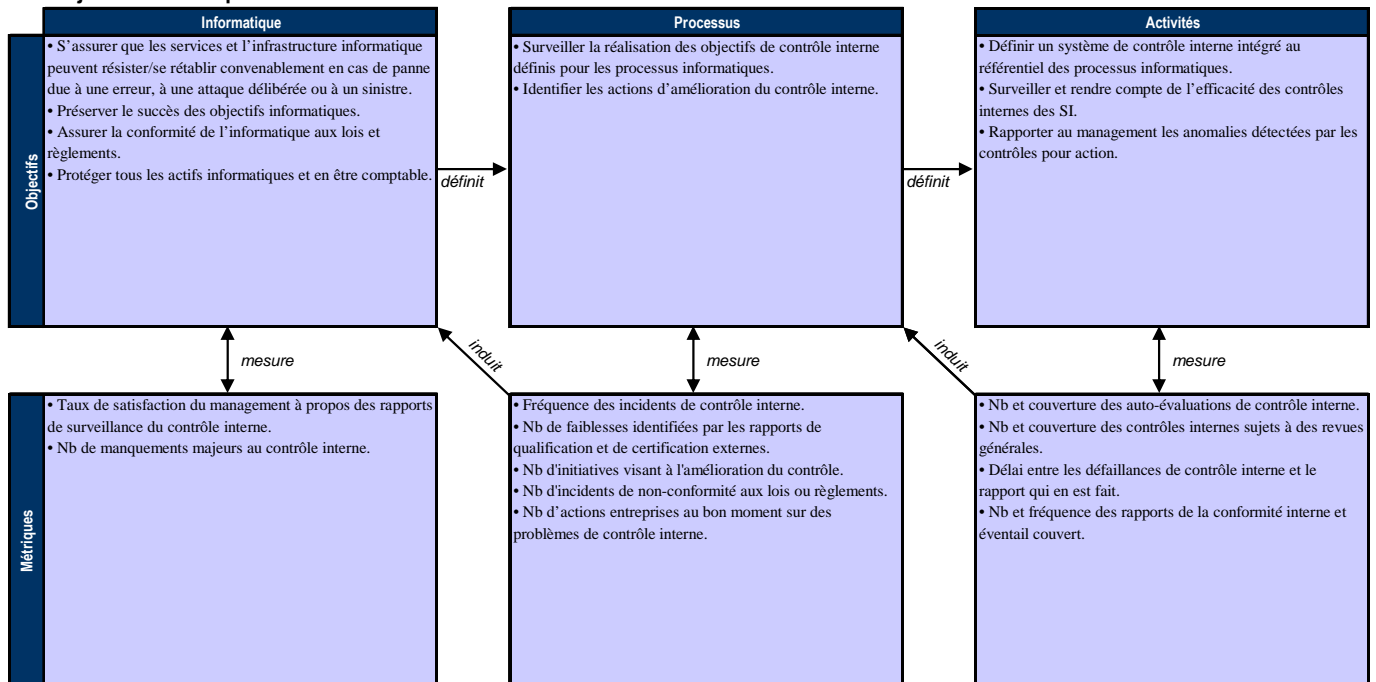 Informatique
Processus
Activités
Objectifs
• S’assurer que les services et l’infrastructure informatique
peuvent résister/se rétablir convenablement en cas de panne
due à une erreur, à une attaque délibérée ou à un sinistre.
• Préserver le succès des objectifs informatiques.
• Assurer la conformité de l’informatique aux lois et
règlements.
• Protéger tous les actifs informatiques et en être comptable.
définit
• Surveiller la réalisation des objectifs de contrôle interne
définis pour les processus informatiques.
• Identifier les actions d’amélioration du contrôle interne.
définit
• Définir un système de contrôle interne intégré au
référentiel des processus informatiques.
• Surveiller et rendre compte de l’efficacité des contrôles
internes des SI.
• Rapporter au management les anomalies détectées par les
contrôles pour action.
mesure
induit
mesure
induit
mesure
Métriques
• Taux de satisfaction du management à propos des rapports
de surveillance du contrôle interne.
• Nb de manquements majeurs au contrôle interne.
• Fréquence des incidents de contrôle interne.
• Nb de faiblesses identifiées par les rapports de
qualification et de certification externes.
• Nb d'initiatives visant à l'amélioration du contrôle.
• Nb d'incidents de non-conformité aux lois ou règlements.
• Nb d’actions entreprises au bon moment sur des
problèmes de contrôle interne.
• Nb et couverture des auto-évaluations de contrôle interne.
• Nb et couverture des contrôles internes sujets à des revues
générales.
• Délai entre les défaillances de contrôle interne et le
rapport qui en est fait.
• Nb et fréquence des rapports de la conformité interne et
éventail couvert.